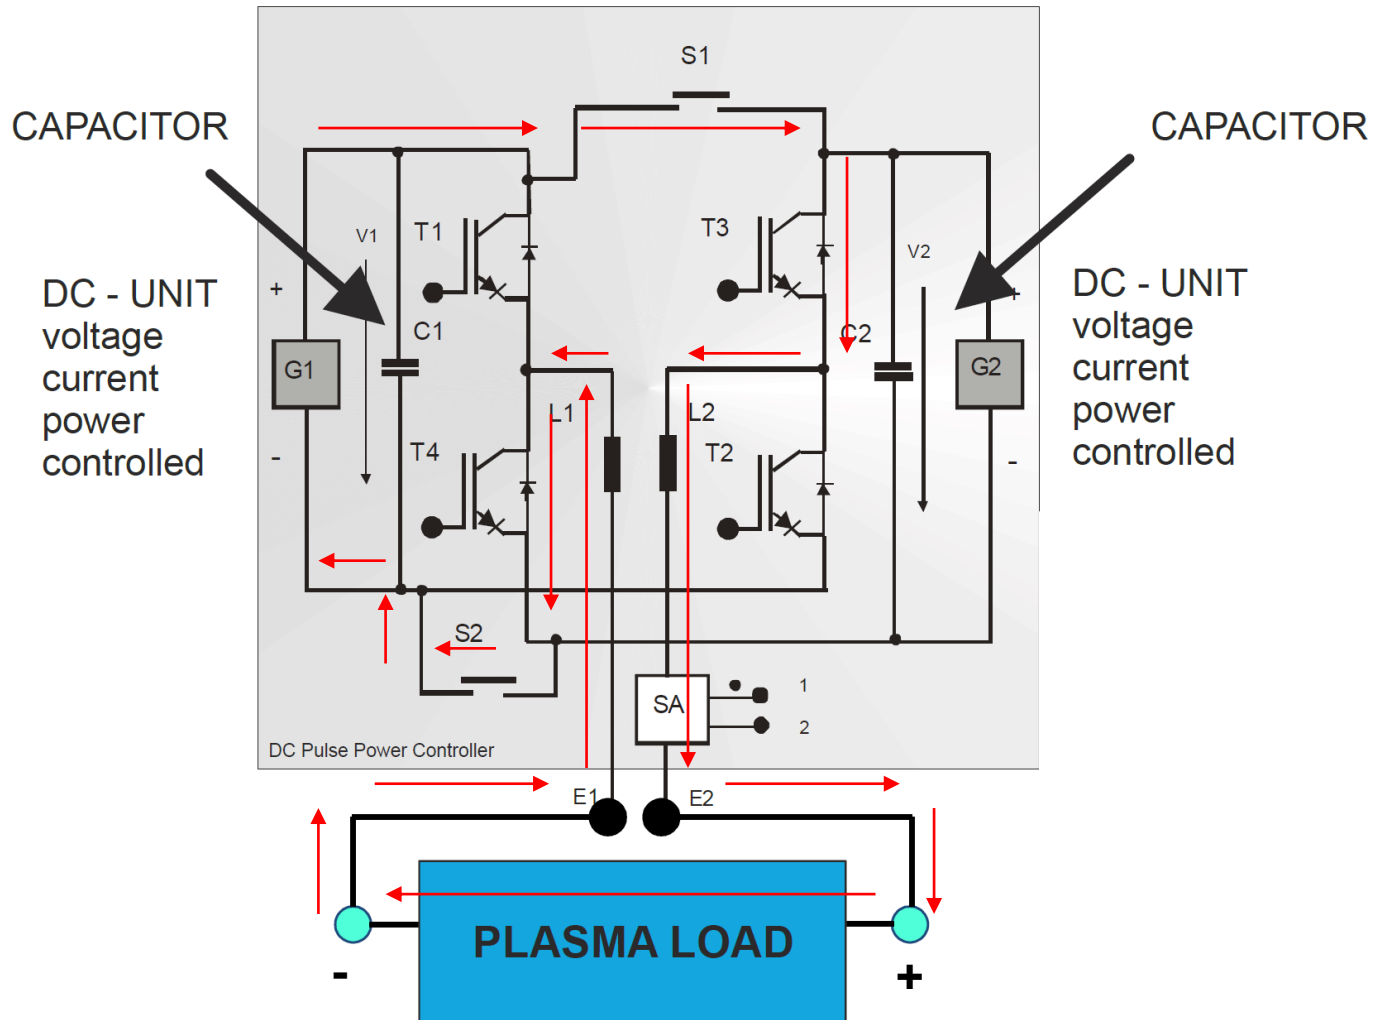 S1
CAPACITOR
CAPACITOR
T1
T3
V1
V2
DC - UNIT
voltage
current
power
controlled
+
+
DC - UNIT
voltage
current
power
controlled
C1
C2
G1
G2
L1
L2
T4
T2
-
-
S2
SA
1
2
DC Pulse Power Controller
E1
E2
PLASMA LOAD
-
+